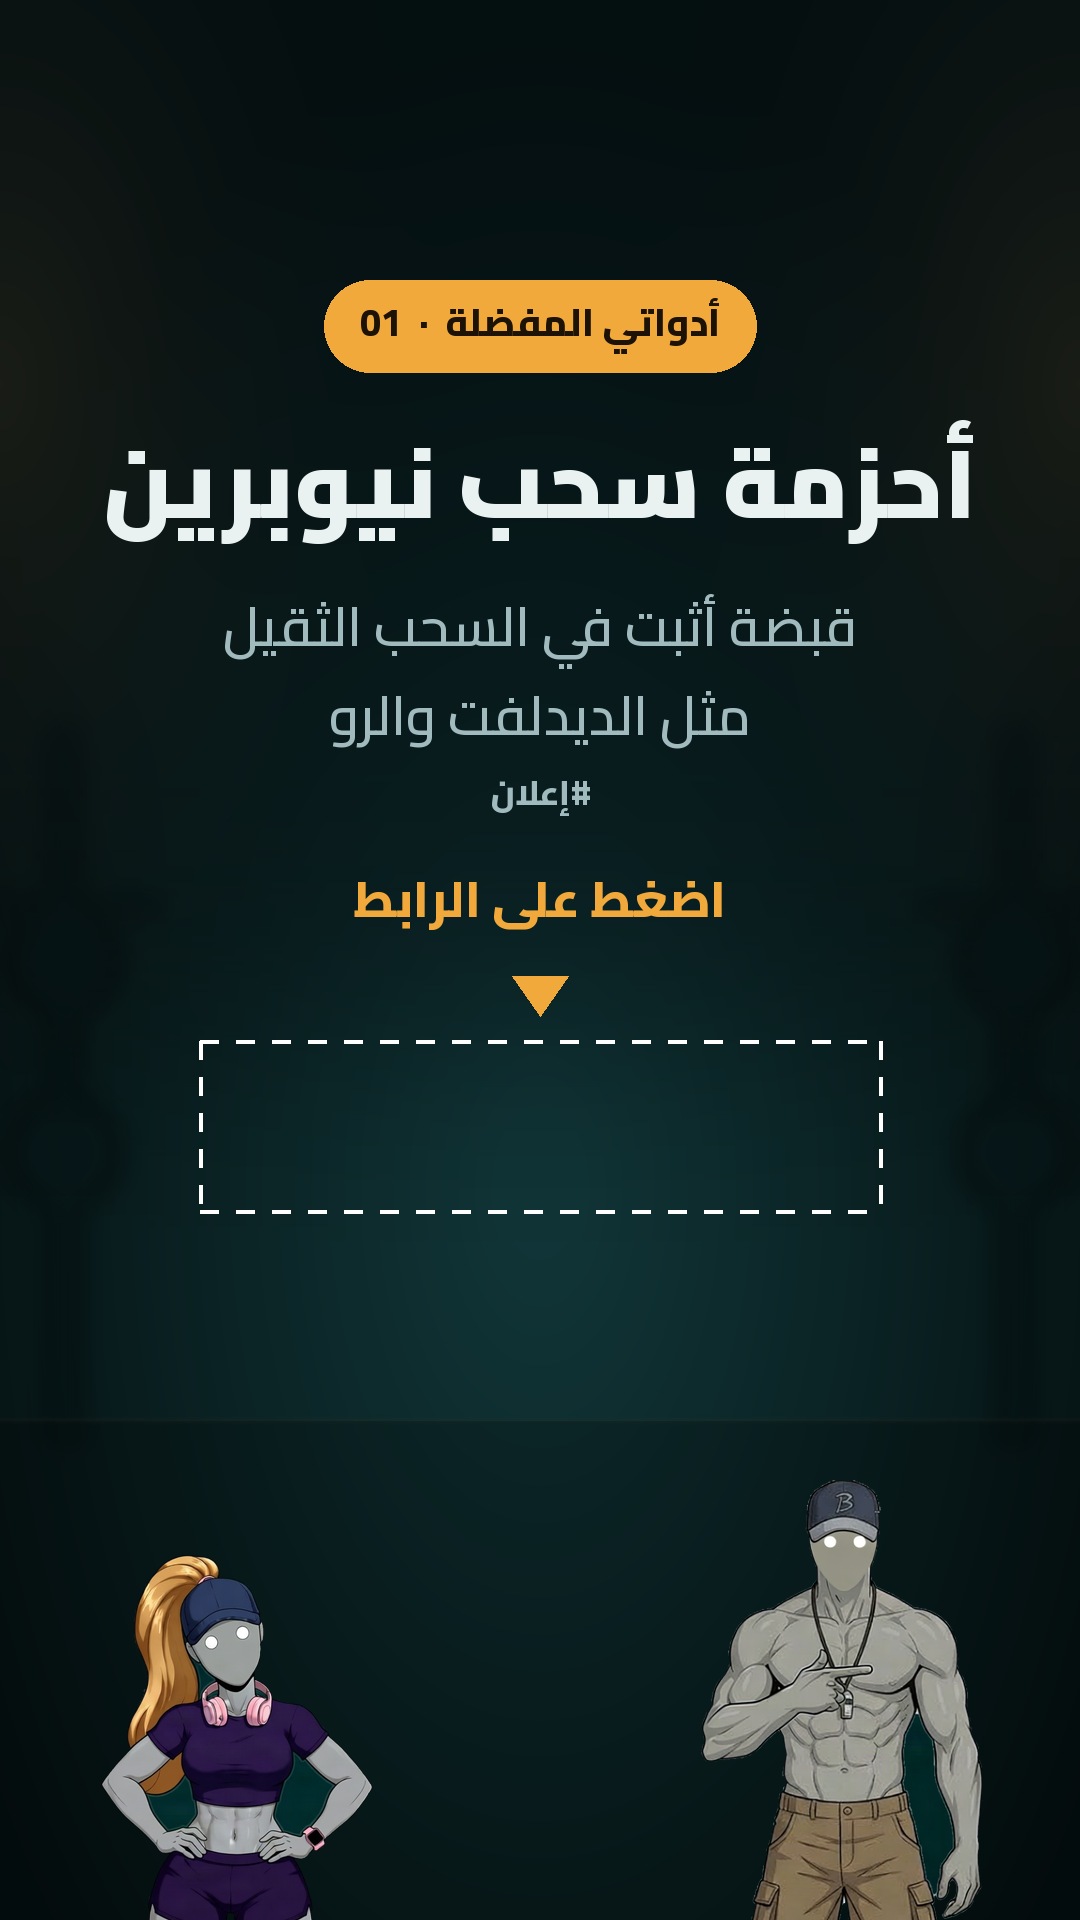 أدواتي المفضلة · 01
أحزمة سحب نيوبرين
قبضة أثبت في السحب الثقيل
مثل الديدلفت والرو
#إعلان
اضغط على الرابط
B